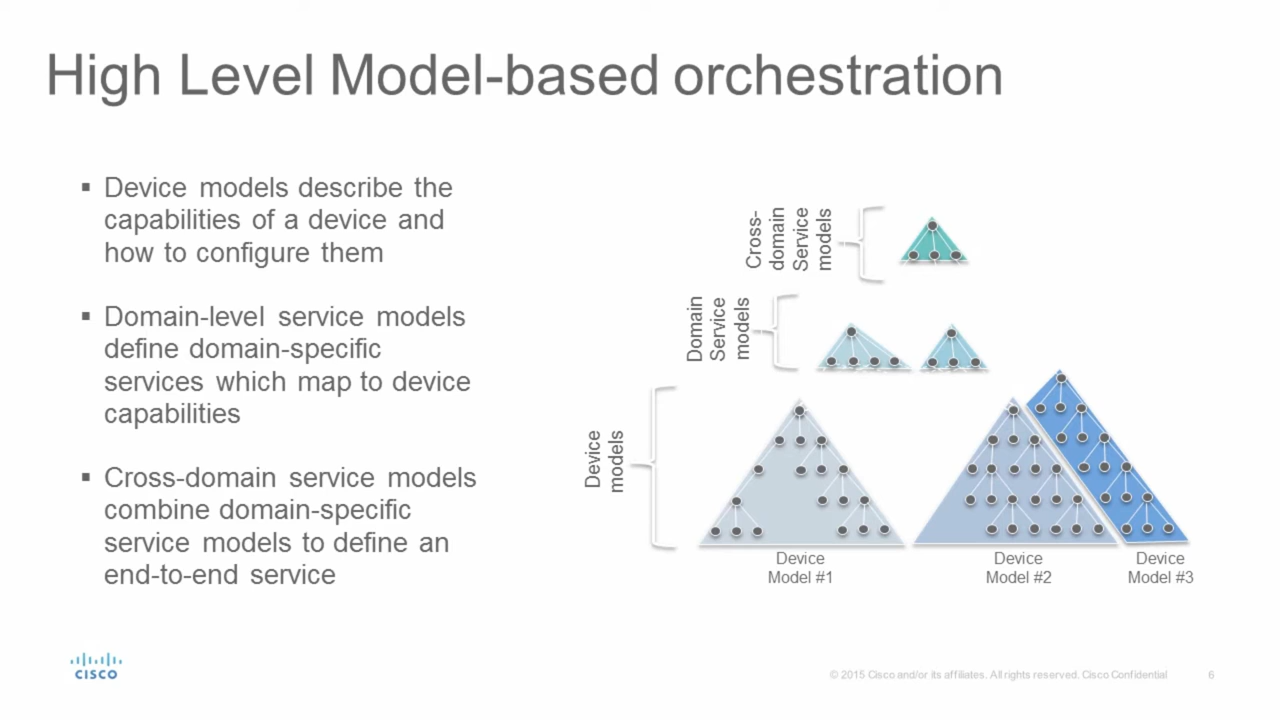 High Level Model-based orchestration
▪ Device models describe the
capabilities of a device and
how to configure them
▪ Domain-level service models
define domain-specific
services which map to device
capabilities
▪ Cross-domain service models
combine domain-specific
service models to define an
end-to-end service
Cross-
domain
Service
models
Domain
Service
models
Device
models
Device
Model #1
Device
Model #2
Device
Model #3
CISCO
© 2015 Cisco and/or its affiliates. All rights reserved. Cisco Confidential
6